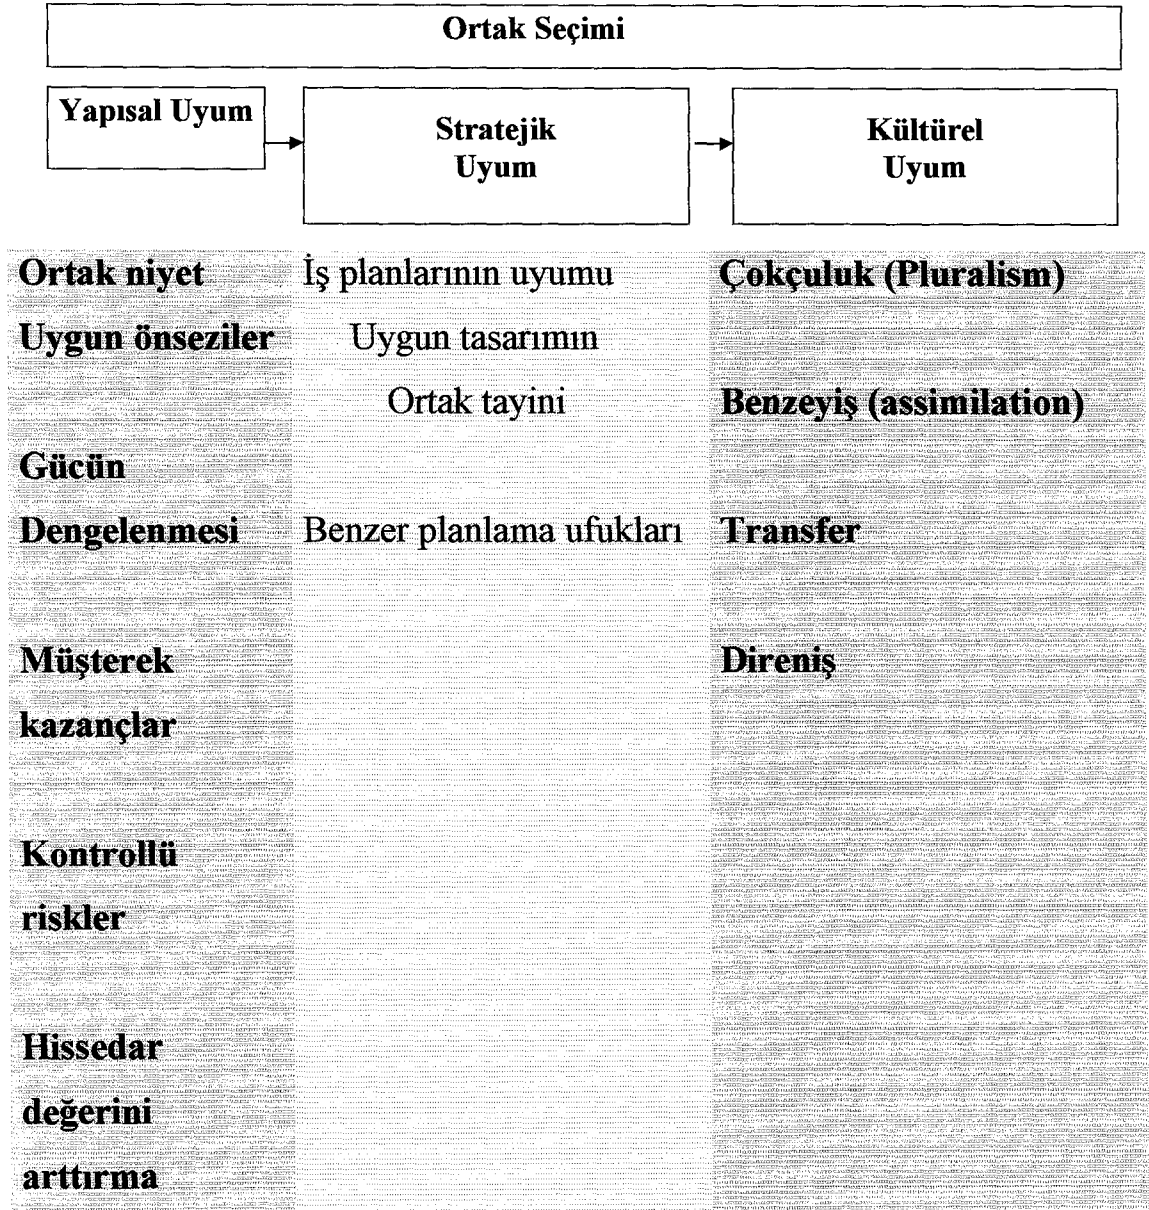 Ortak Seçimi
Yapısal Uyum
Stratejik
Uyum
Kültürel
Uyum
Ortak niyet
Uygun önseziler
Gücün
Dengelenmesi
Müşterek
kazançlar
Kontrollü
riskler
Hissedar
değerini
arttırma
İş planlarının uyumu
Uygun tasarımın
Ortak tayini
Benzer planlama ufukları
Çokçuluk (Pluralism)
Benzeyiş (assimilation)
Transfer
Direniş